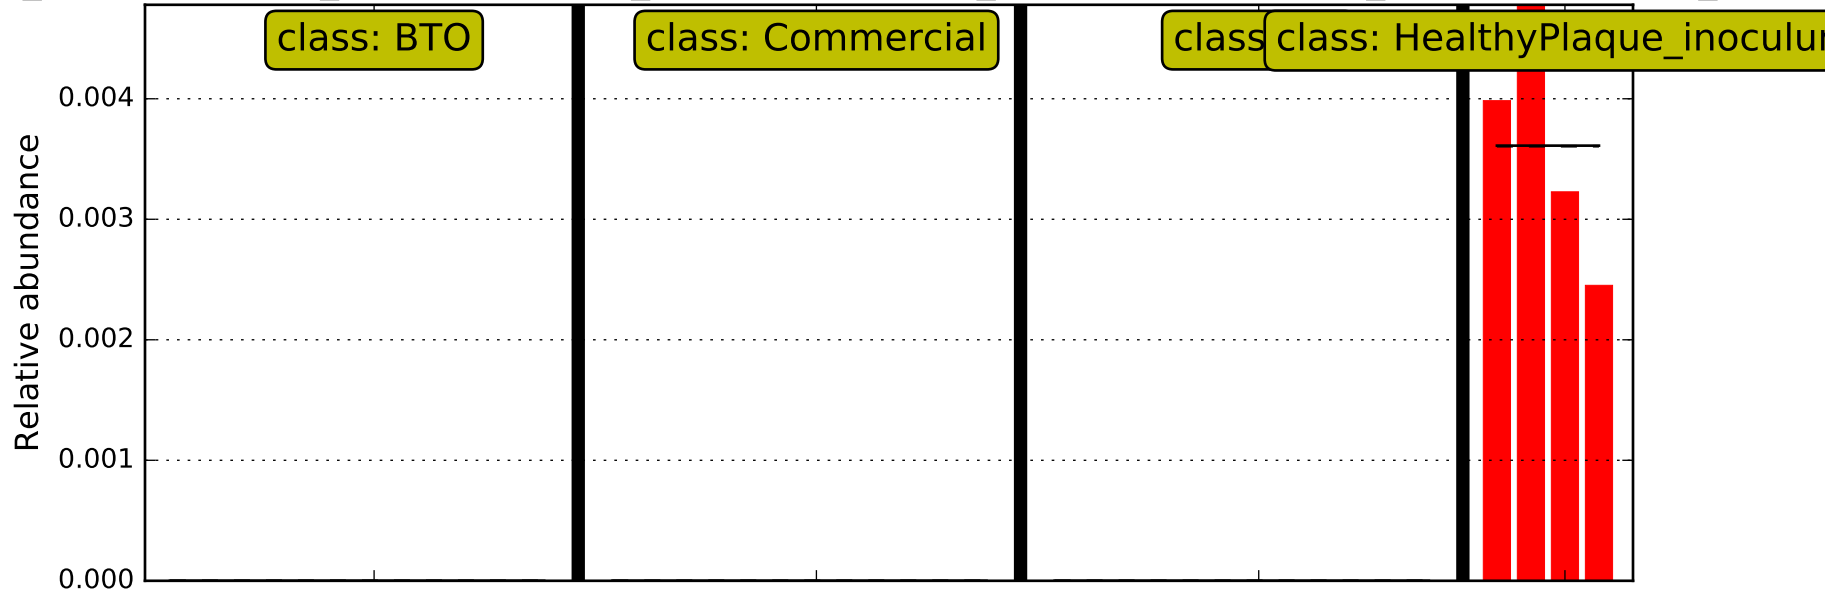 class: BTO
class: Commercial
class
class: HealthyPlaque_inoculu
0.004
0.003
0.002
0.001
0.000
Relative abundance